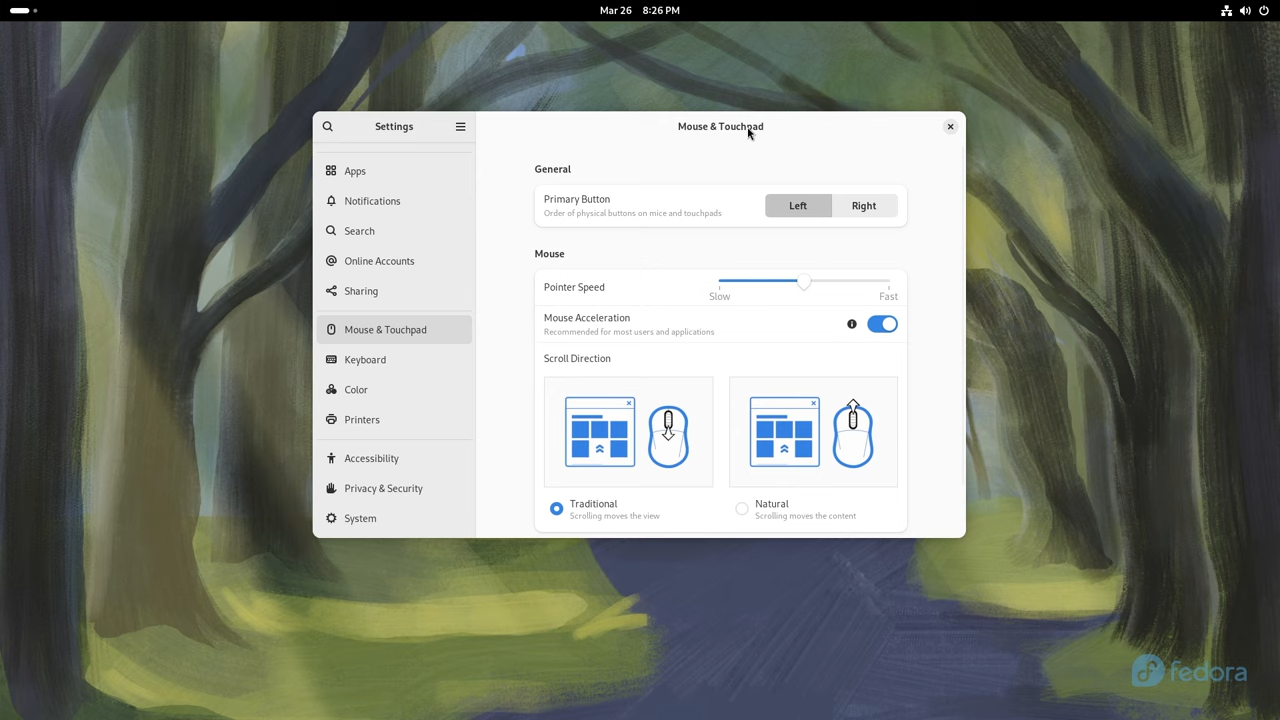 Mar 26 8:26 PM
Settings
Mouse & Touchpad
Apps
Notifications
Search
Online Accounts
Sharing
Mouse & Touchpad
Keyboard
Color
Printers
Accessibility
Privacy & Security
System
General
Primary Button
Order of physical buttons on mice and touchpads
Left Right
Mouse
Pointer Speed
Slow Fast
Mouse Acceleration
Recommended for most users and applications
Scroll Direction
Traditional
Scrolling moves the view
Natural
Scrolling moves the content
fedora